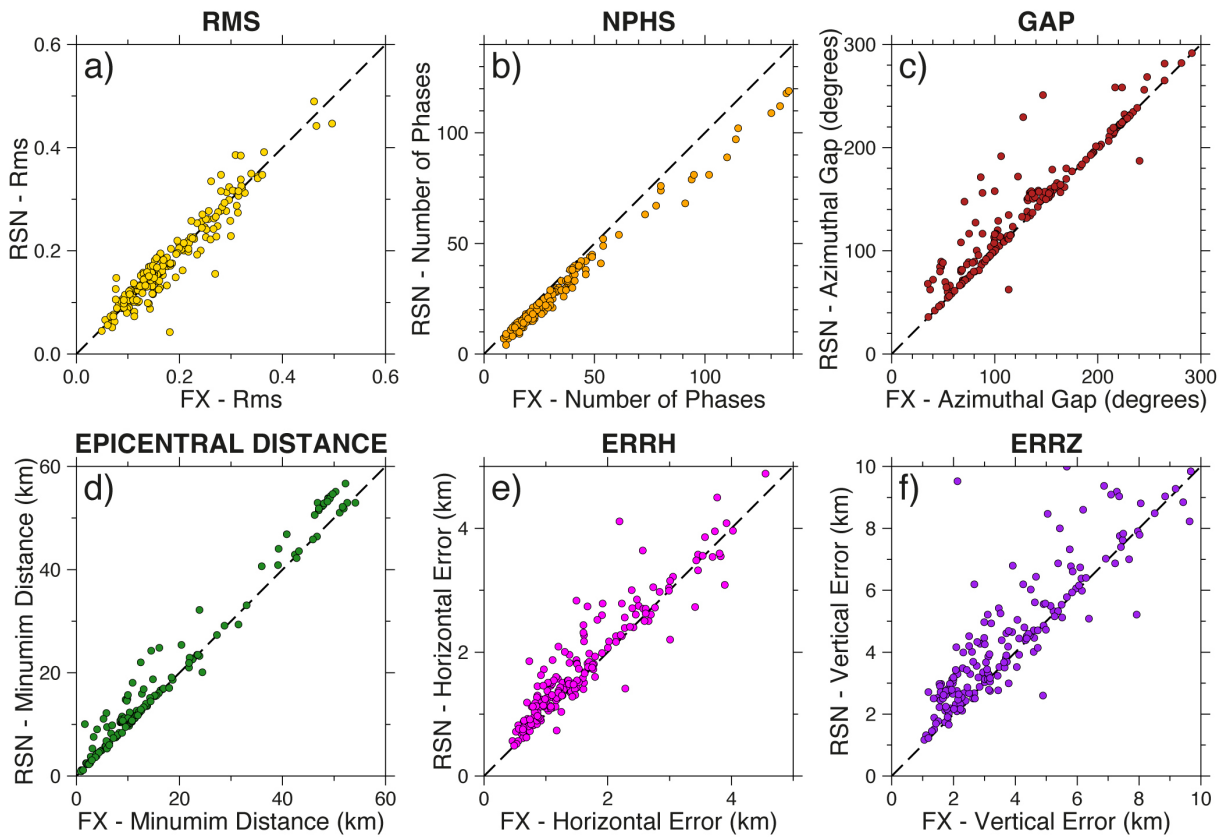 RMS
a)
0.6
0.4
0.2
0.0
RSN - Rms
0.0 0.2 0.4 0.6
FX - Rms
NPHS
b)
100
50
0
RSN - Number of Phases
0 50 100
FX - Number of Phases
GAP
c)
300
200
100
0
RSN - Azimuthal Gap (degrees)
0 100 200 300
FX - Azimuthal Gap (degrees)
EPICENTRAL DISTANCE
d)
60
40
20
0
RSN - Minumim Distance (km)
0 20 40 60
FX - Minumim Distance (km)
ERRH
e)
4
2
0
RSN - Horizontal Error (km)
0 2 4
FX - Horizontal Error (km)
ERRZ
f)
10
8
6
4
2
0
RSN - Vertical Error (km)
0 2 4 6 8 10
FX - Vertical Error (km)